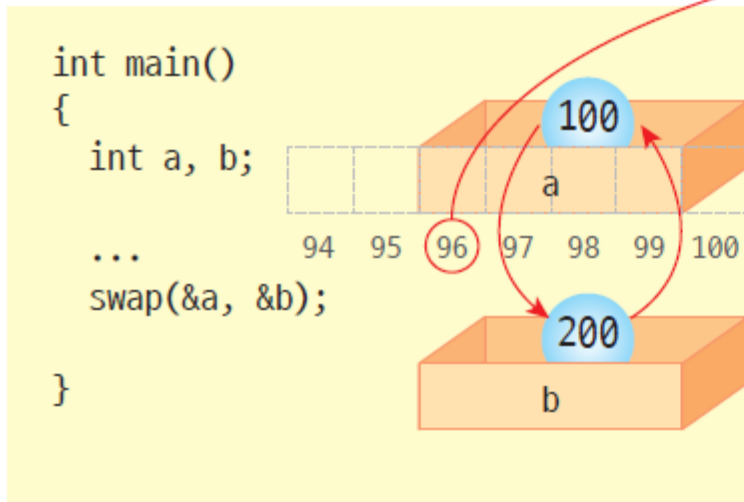 int main()
{
100
int a, b;
a
...
94 95 96 97 98 99 100
swap(&a, &b);
200
}
b